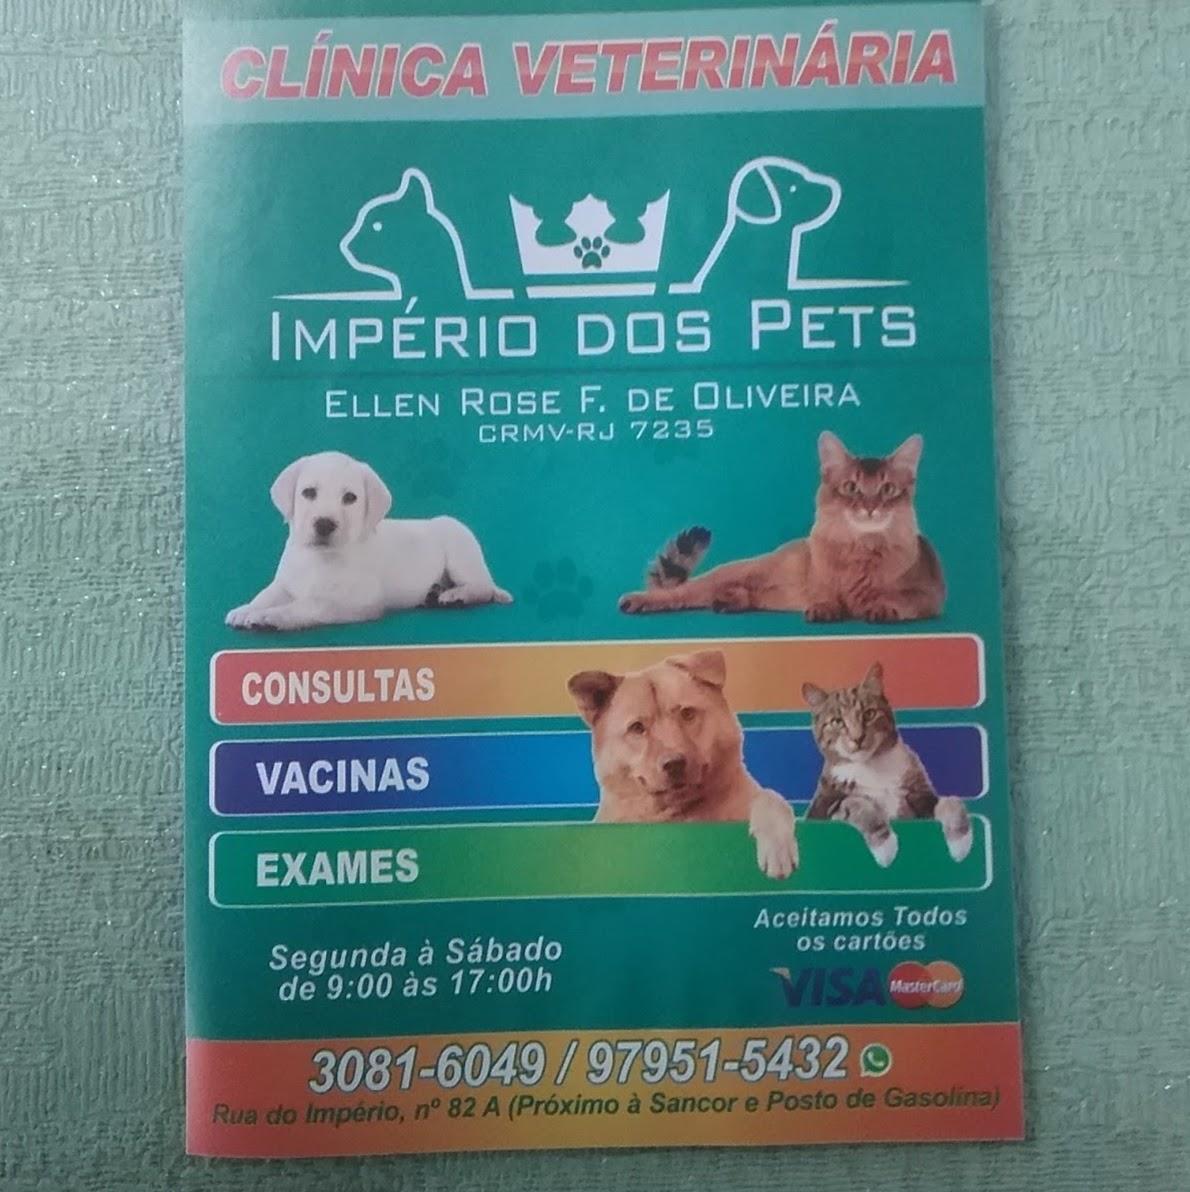 CLÍNICA VETERINÁRIA
IMPÉRIO DOS PETS
ELLEN ROSE F. DE OLIVEIRA
CRMV-RJ 7235
CONSULTAS
VACINAS
EXAMES
Segunda à Sábado
de 9:00 às 17:00h
Aceitamos Todos
os cartões
VISA MasterCard
3081-6049 / 97951-5432
Rua do Império, nº 82 A (Próximo à Sancor e Posto de Gasolina)